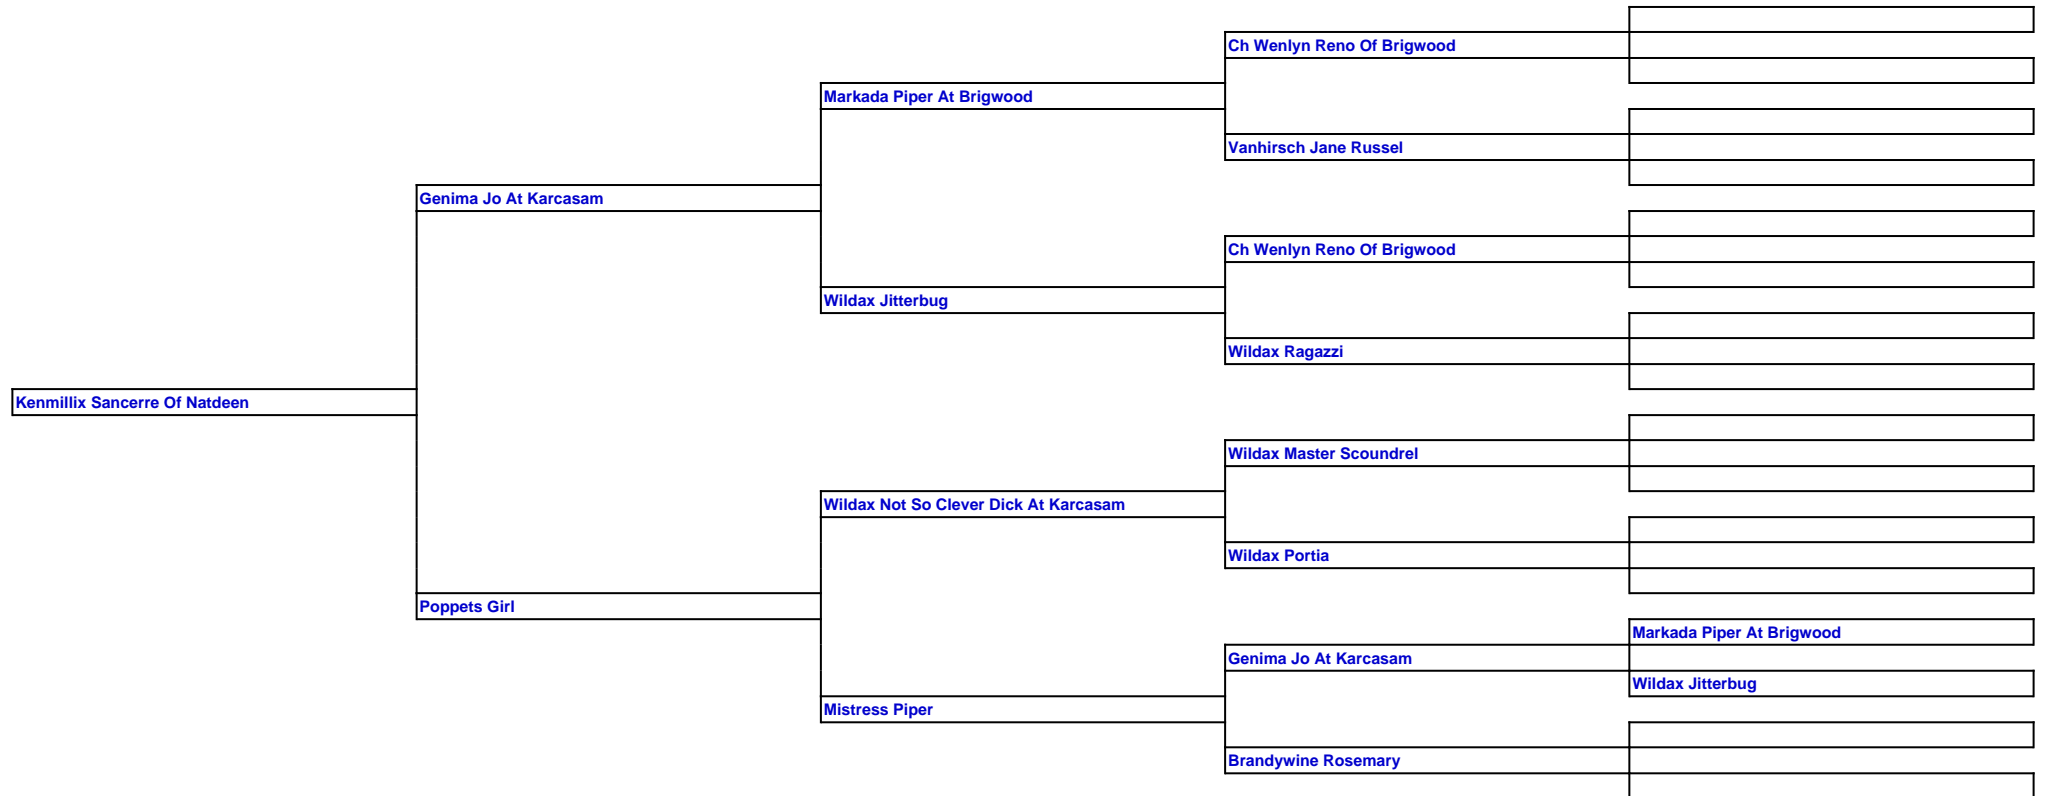 Ch Wenlyn Reno Of Brigwood
Markada Piper At Brigwood
Vanhirsch Jane Russel
Genima Jo At Karcasam
Ch Wenlyn Reno Of Brigwood
Wildax Jitterbug
Wildax Ragazzi
Kenmillix Sancerre Of Natdeen
Wildax Master Scoundrel
Wildax Not So Clever Dick At Karcasam
Wildax Portia
Poppets Girl
Markada Piper At Brigwood
Genima Jo At Karcasam
Wildax Jitterbug
Mistress Piper
Brandywine Rosemary